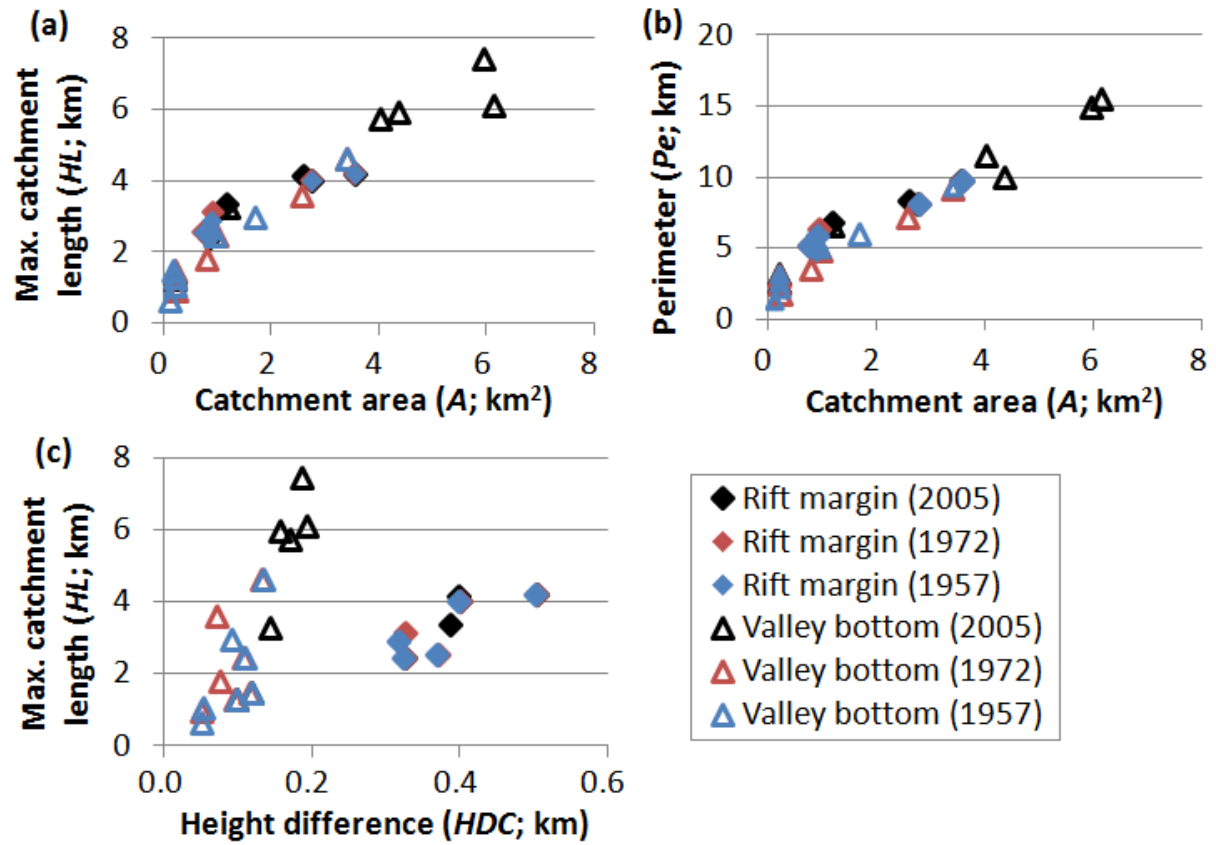 (a)
8
6
4
2
0
Max. catchment
length (HL; km)
0 2 4 6 8
Catchment area (A; km²)
(b)
20
15
10
5
0
Perimeter (Pe; km)
0 2 4 6 8
Catchment area (A; km²)
(c)
8
6
4
2
0
Max. catchment
length (HL; km)
0.0 0.2 0.4 0.6
Height difference (HDC; km)
Rift margin (2005)
Rift margin (1972)
Rift margin (1957)
Valley bottom (2005)
Valley bottom (1972)
Valley bottom (1957)